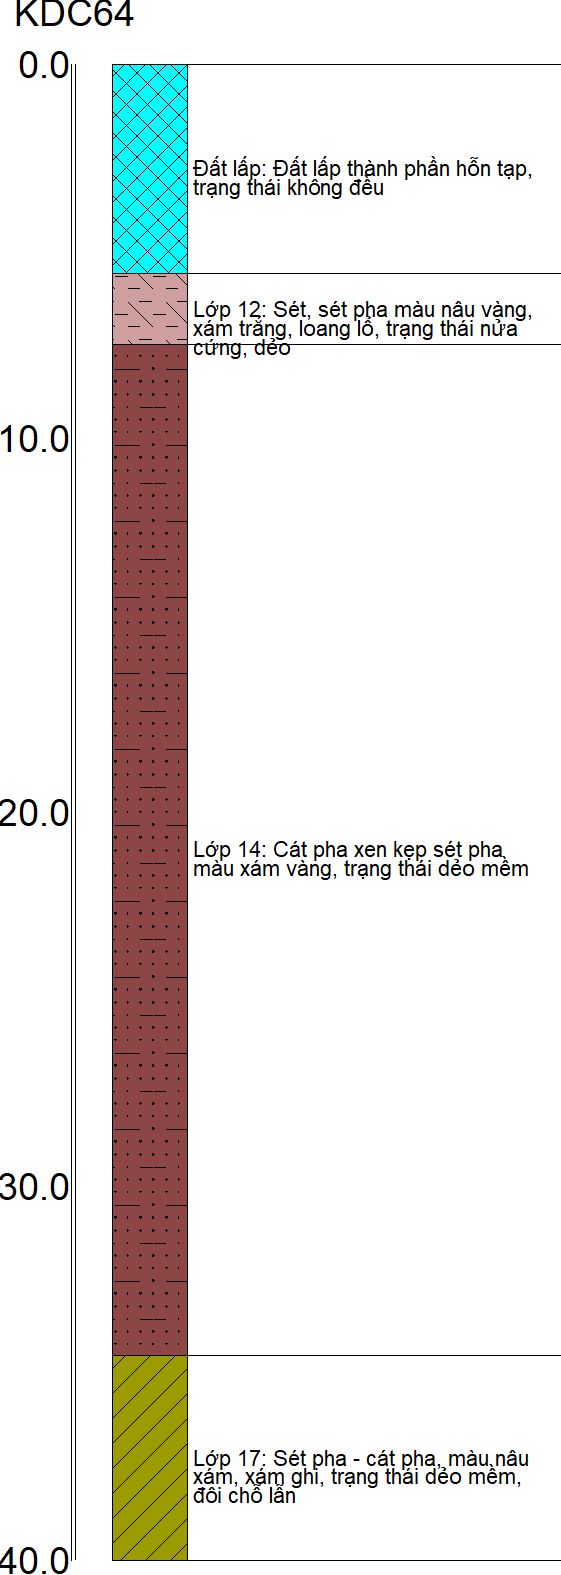 KDC64
0.0
Đất lấp: Đất lấp thành phần hỗn tạp,
trạng thái không đều
Lớp 12: Sét, sét pha màu nâu vàng,
xám trắng, loang lổ, trạng thái nửa
cứng, dẻo
10.0
20.0
Lớp 14: Cát pha xen kẹp sét pha,
màu xám vàng, trạng thái dẻo mềm
30.0
Lớp 17: Sét pha - cát pha, màu nâu
xám, xám ghi, trạng thái dẻo mềm,
đôi chỗ lẫn
40.0